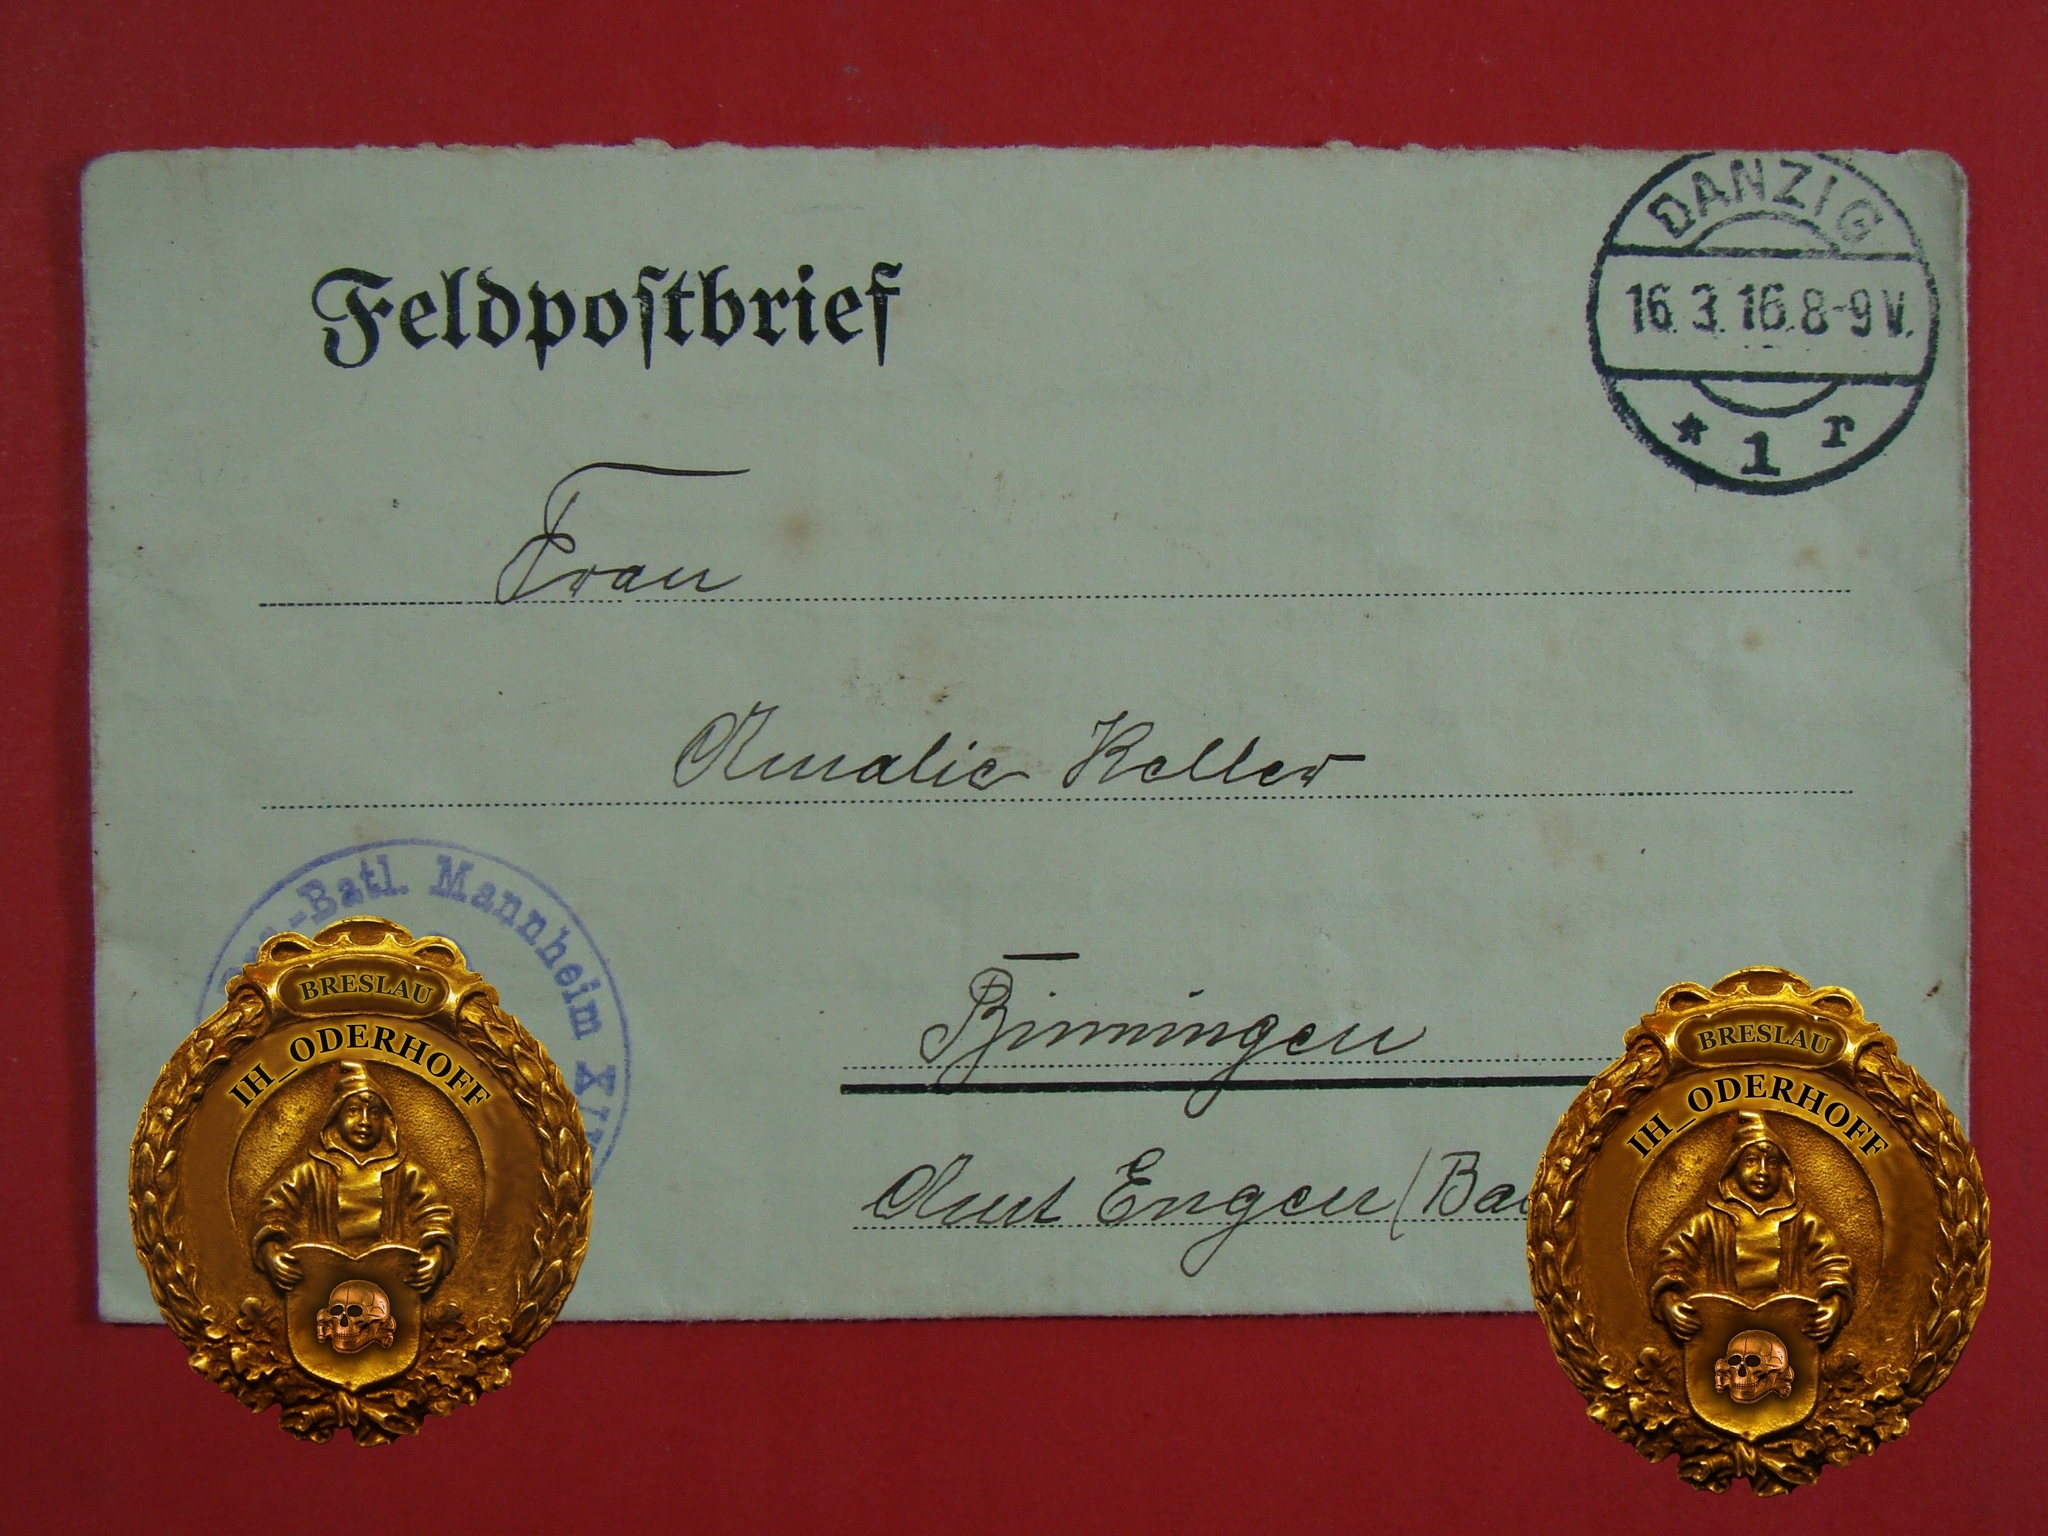 DANZIG
16.3.16.8-9V.
* 1 r
Feldpostbrief
Frau
Amalie Keller
Binningen
Amt Engen (Ba
-Batl. Mannheim
BRESLAU
IH_ODERHOFF
BRESLAU
IH_ODERHOFF